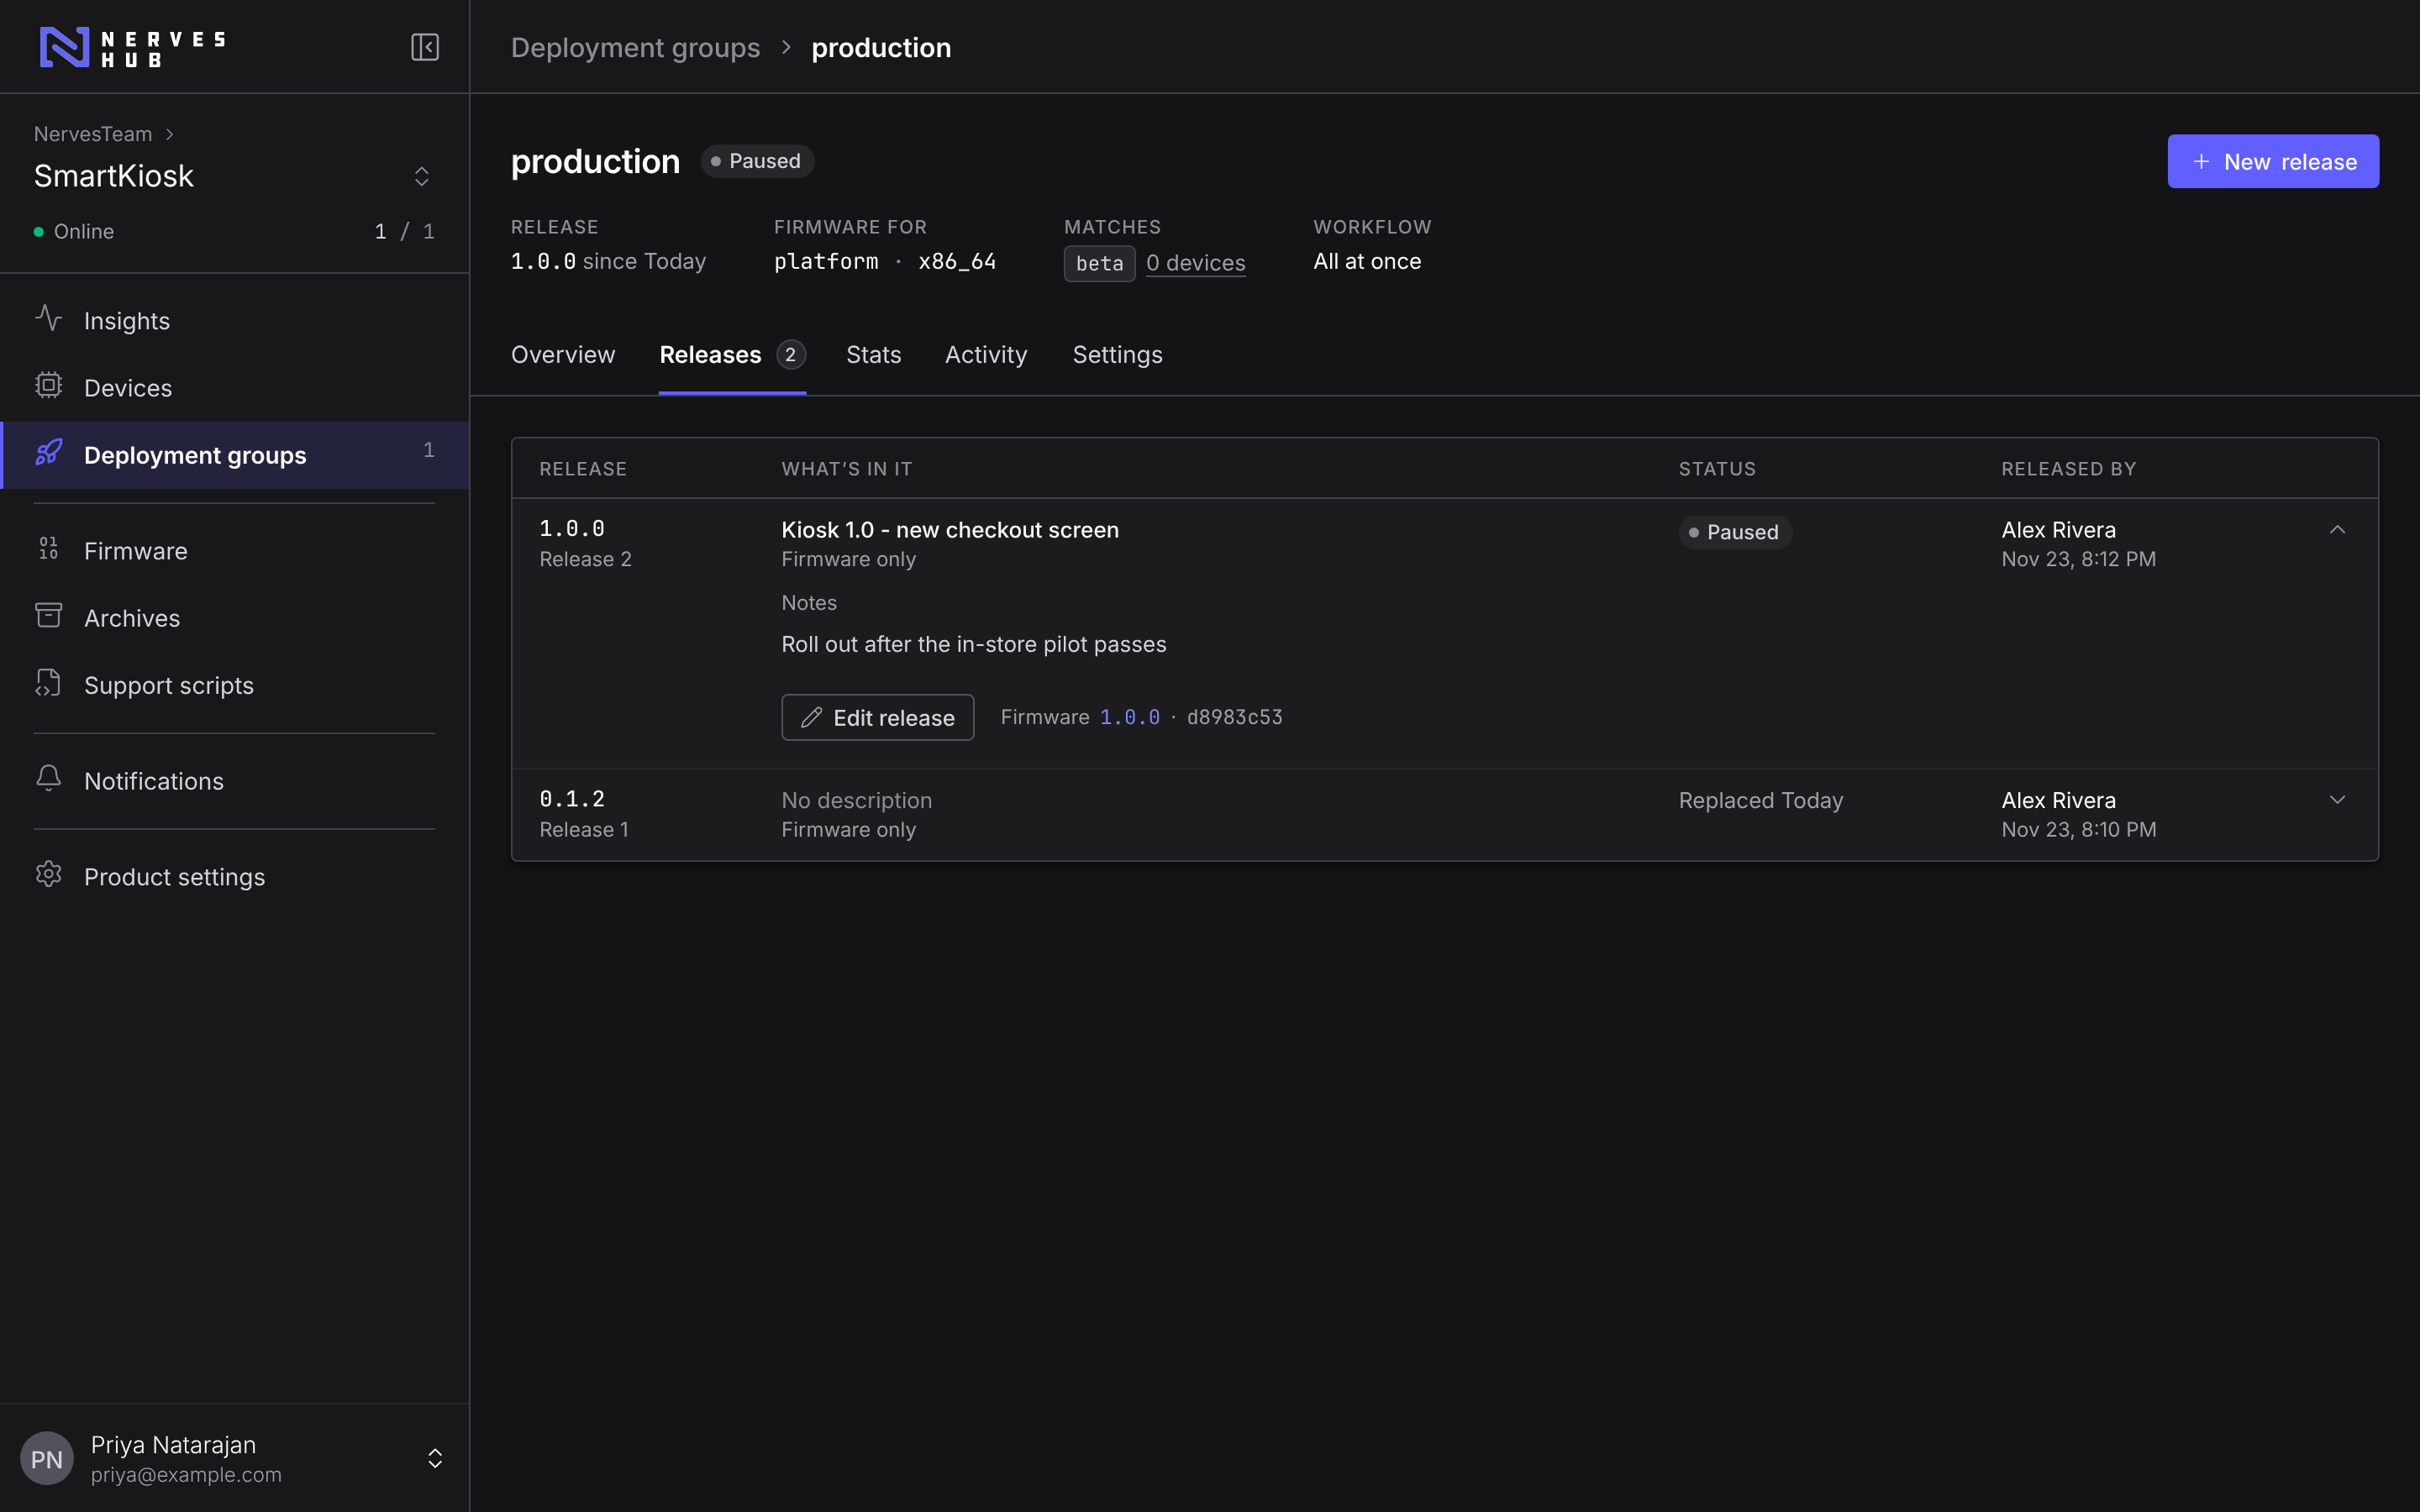 NERVES
HUB
NervesTeam
SmartKiosk
Online 1 / 1
Insights
Devices
Deployment groups 1
Firmware
Archives
Support scripts
Notifications
Product settings
PN
Priya Natarajan
priya@example.com
Deployment groups > production
production Paused
+ New release
RELEASE
1.0.0 since Today
FIRMWARE FOR
platform · x86_64
MATCHES
beta 0 devices
WORKFLOW
All at once
Overview Releases 2 Stats Activity Settings
RELEASE WHAT’S IN IT STATUS RELEASED BY
1.0.0 Kiosk 1.0 - new checkout screen Paused Alex Rivera
Release 2 Firmware only Nov 23, 8:12 PM
Notes
Roll out after the in-store pilot passes
Edit release Firmware 1.0.0 · d8983c53
0.1.2 No description Replaced Today Alex Rivera
Release 1 Firmware only Nov 23, 8:10 PM